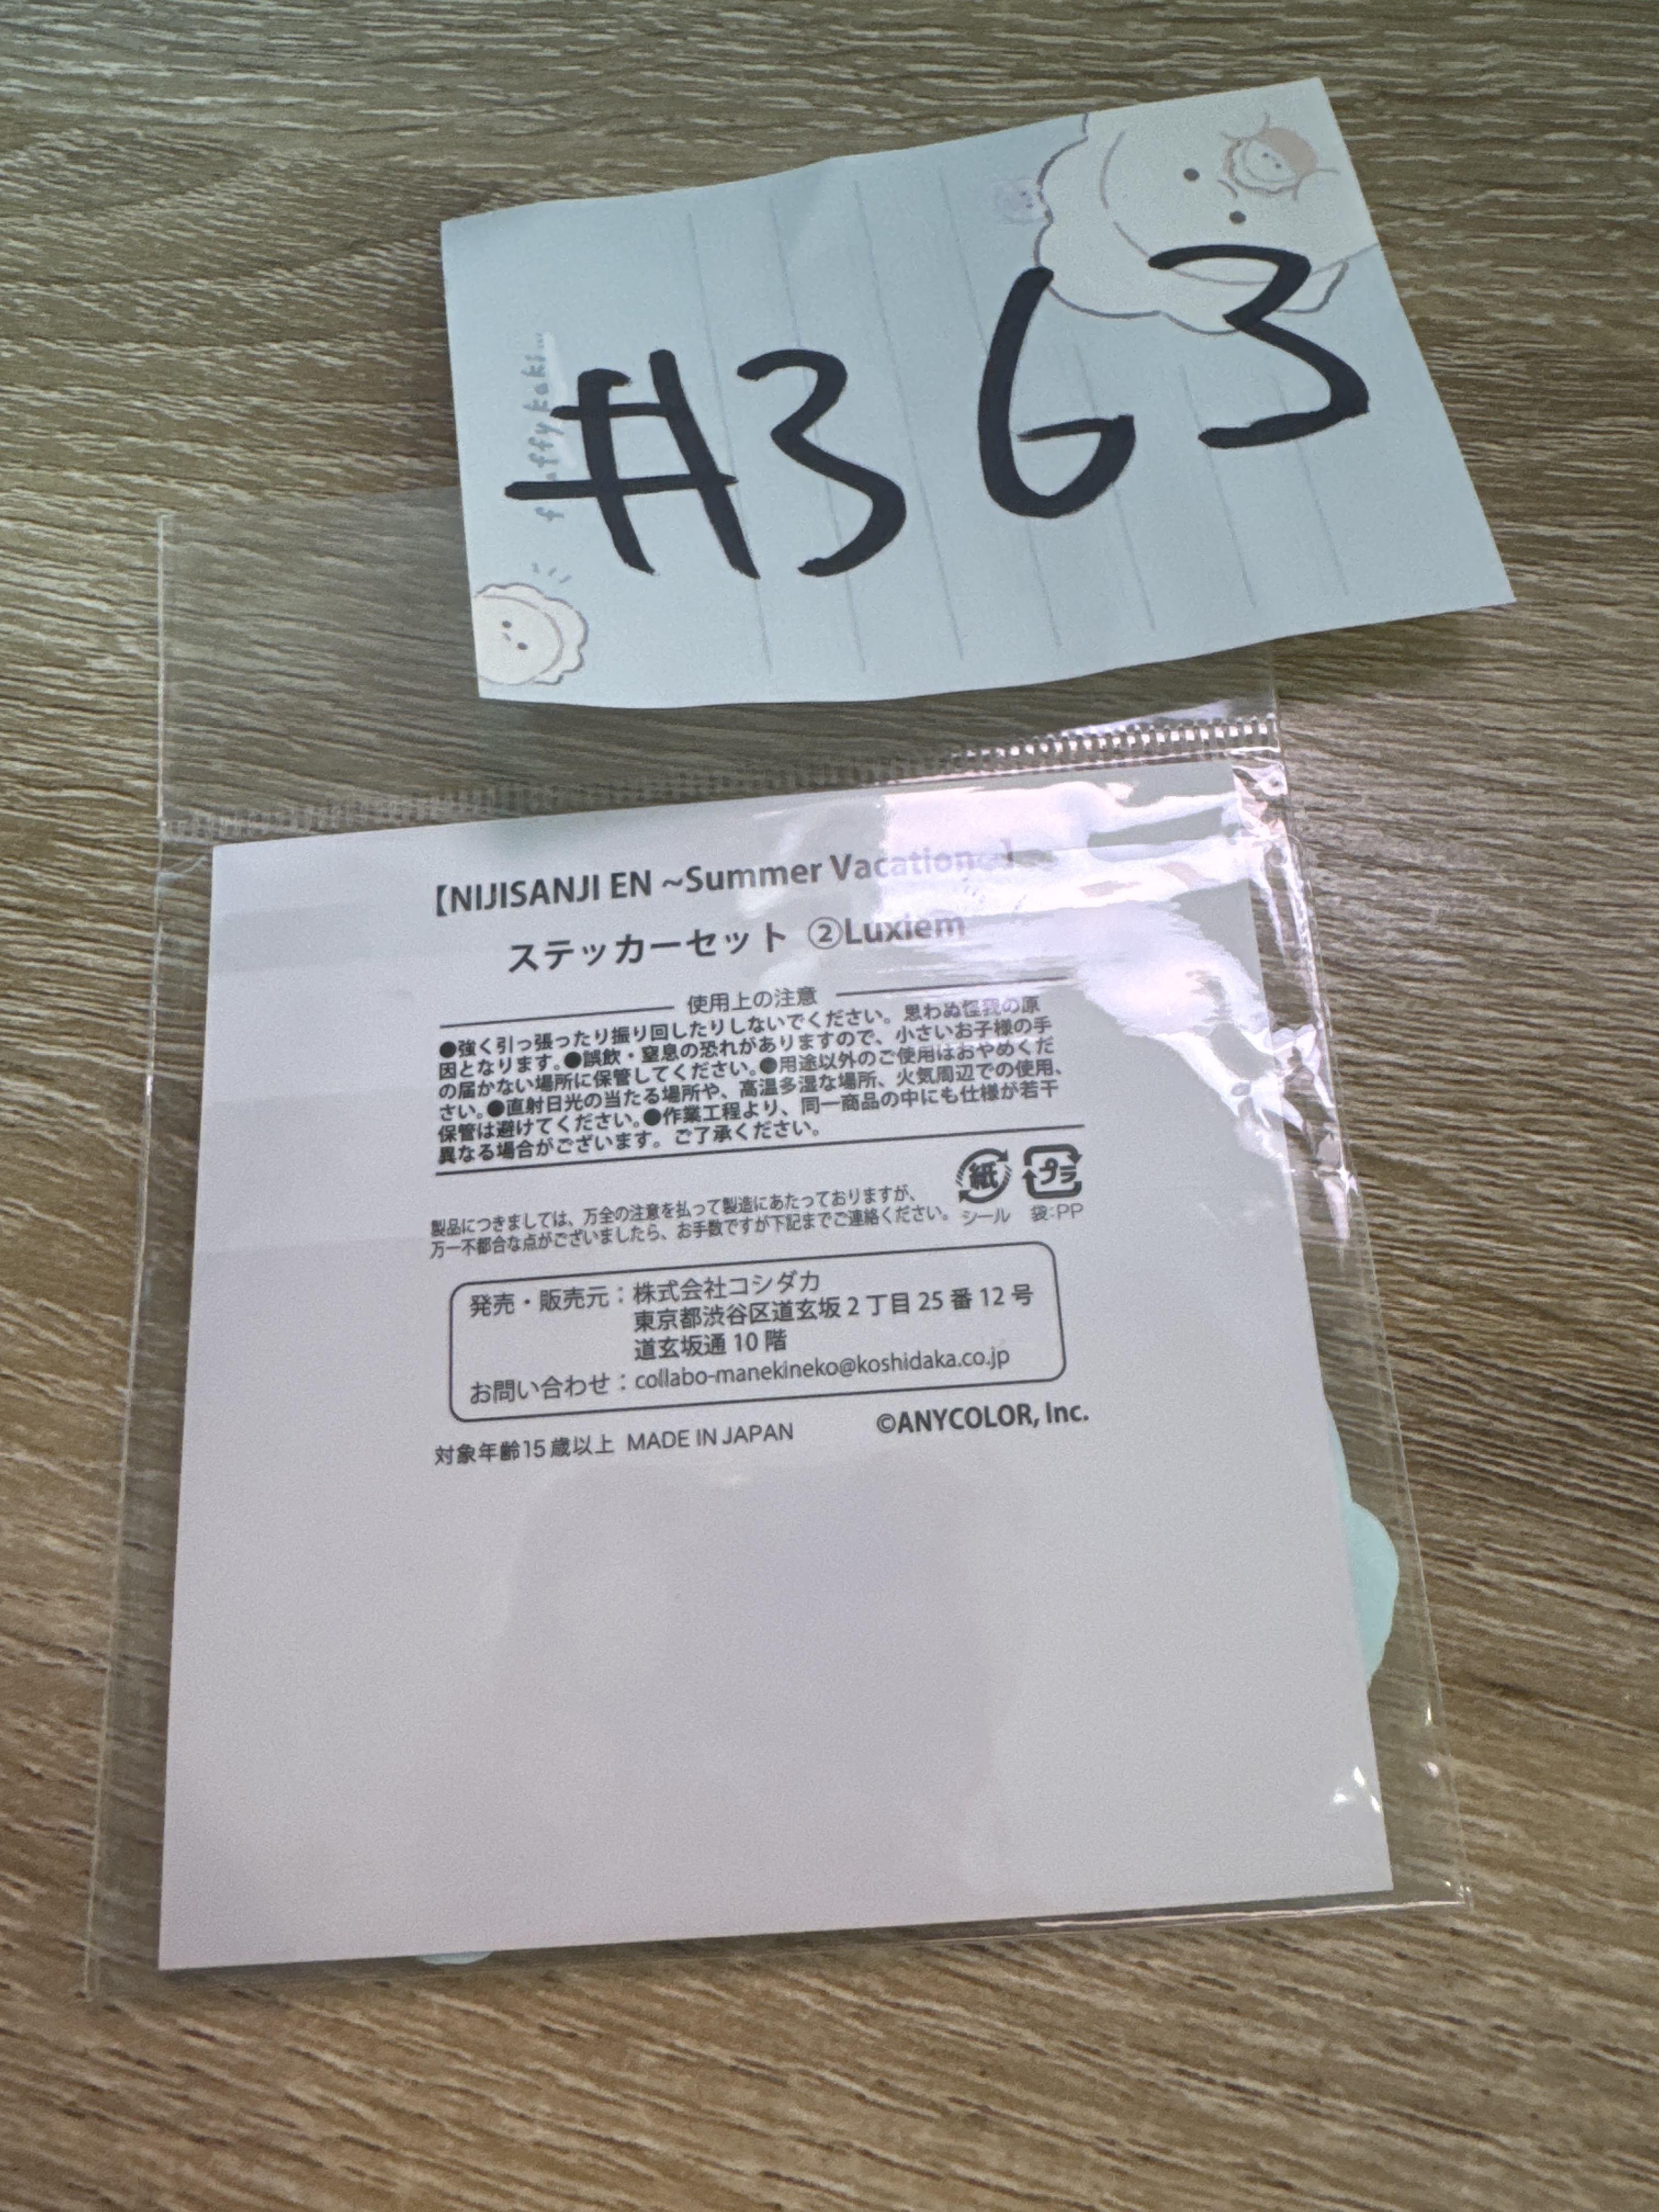 #363
fluffykaki...
【NIJISANJI EN ~Summer Vacation~】
ステッカーセット ②Luxiem
使用上の注意
●強く引っ張ったり振り回したりしないでください。思わぬ怪我の原
因となります。●誤飲・窒息の恐れがありますので、小さいお子様の手
の届かない場所に保管してください。●用途以外のご使用はおやめくだ
さい。●直射日光の当たる場所や、高温多湿な場所、火気周辺での使用、
保管は避けてください。●作業工程より、同一商品の中にも仕様が若干
異なる場合がございます。ご了承ください。
製品につきましては、万全の注意を払って製造にあたっておりますが、
万一不都合な点がございましたら、お手数ですが下記までご連絡ください。
紙 プラ
シール 袋:PP
発売・販売元:株式会社コシダカ
東京都渋谷区道玄坂2丁目25番12号
道玄坂通10階
お問い合わせ:collabo-manekineko@koshidaka.co.jp
対象年齢15歳以上 MADE IN JAPAN ©ANYCOLOR, Inc.